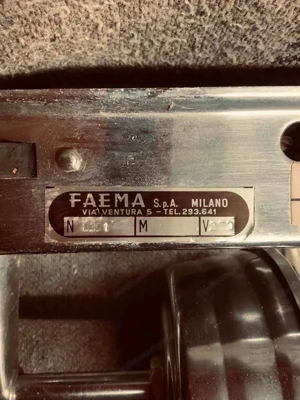 FAEMA S.p.A. MILANO
VIA VENTURA 5 - TEL. 293.641
N M V